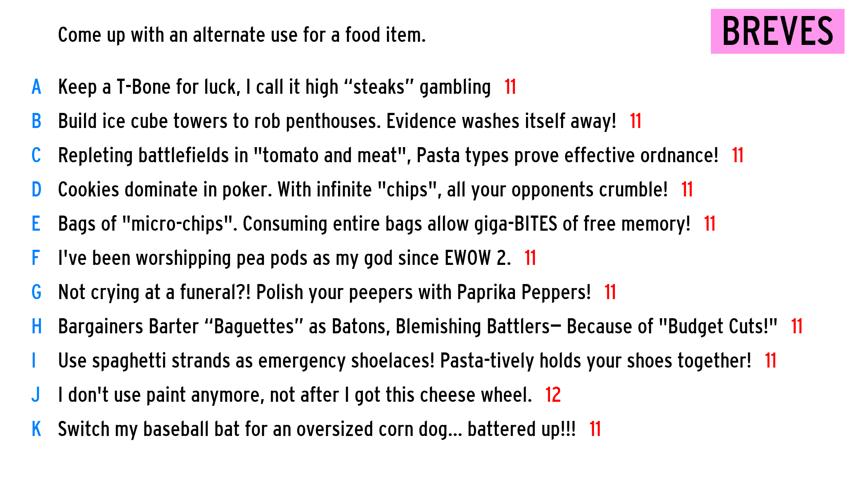 BREVES
Come up with an alternate use for a food item.
A Keep a T-Bone for luck, I call it high “steaks” gambling 11
B Build ice cube towers to rob penthouses. Evidence washes itself away! 11
C Repleting battlefields in "tomato and meat", Pasta types prove effective ordnance! 11
D Cookies dominate in poker. With infinite "chips", all your opponents crumble! 11
E Bags of "micro-chips". Consuming entire bags allow giga-BITES of free memory! 11
F I've been worshipping pea pods as my god since EWOW 2. 11
G Not crying at a funeral?! Polish your peepers with Paprika Peppers! 11
H Bargainers Barter “Baguettes” as Batons, Blemishing Battlers– Because of "Budget Cuts!" 11
I Use spaghetti strands as emergency shoelaces! Pasta-tively holds your shoes together! 11
J I don't use paint anymore, not after I got this cheese wheel. 12
K Switch my baseball bat for an oversized corn dog... battered up!!! 11